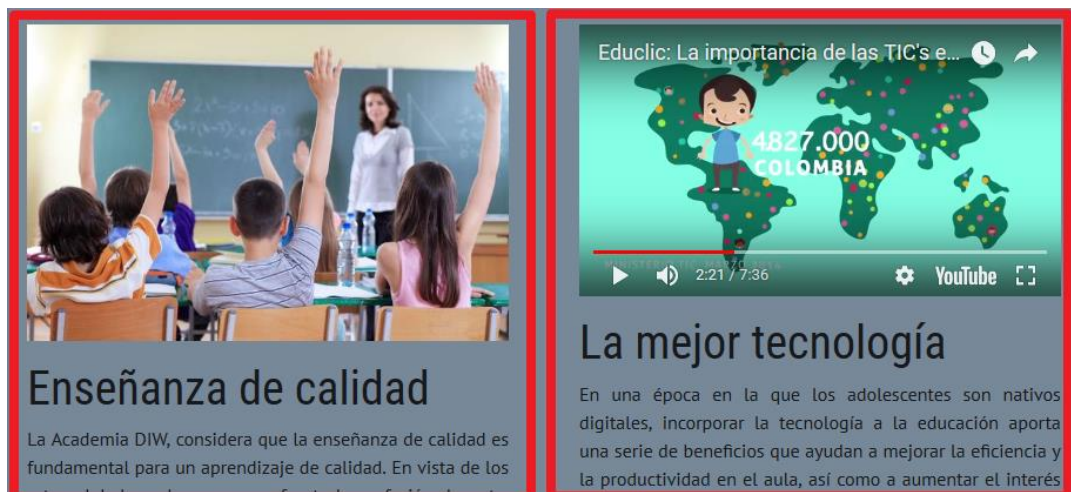 Enseñanza de calidad
La Academia DIW, considera que la enseñanza de calidad es
fundamental para un aprendizaje de calidad. En vista de los
Educlic: La importancia de las TIC's e...
4.827.000
COLOMBIA
2:21 / 7:36
YouTube
La mejor tecnología
En una época en la que los adolescentes son nativos
digitales, incorporar la tecnología a la educación aporta
una serie de beneficios que ayudan a mejorar la eficiencia y
la productividad en el aula, así como a aumentar el interés